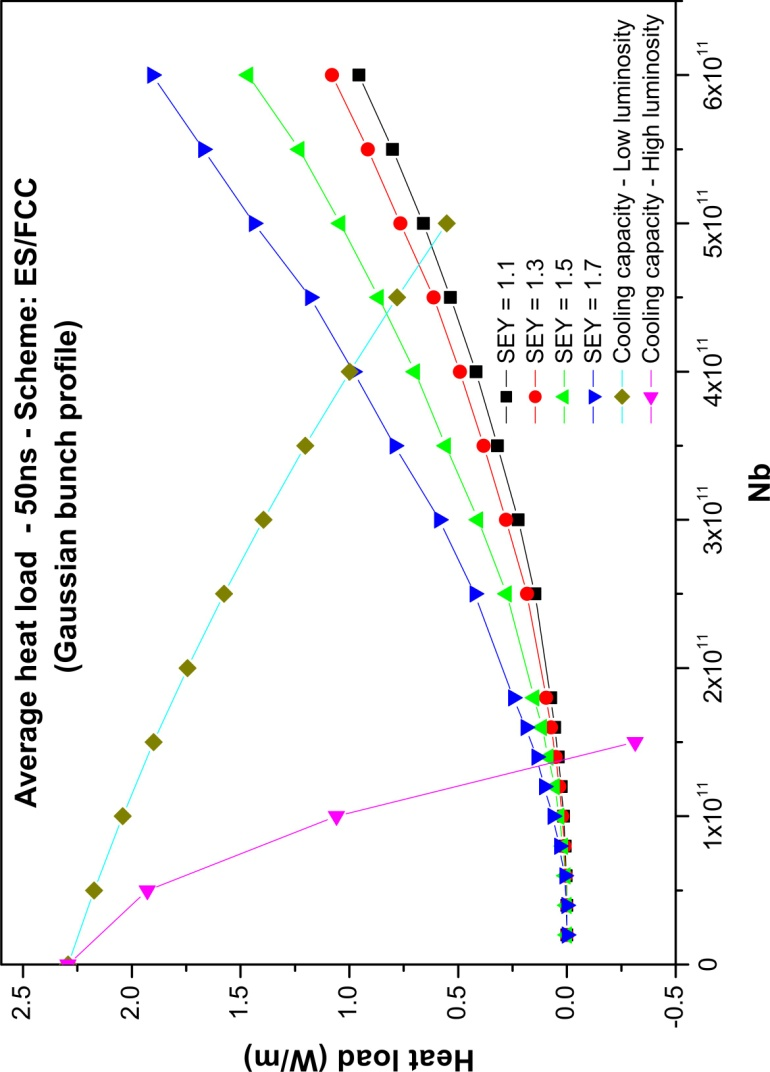 Average heat load - 50ns - Scheme: ES/FCC
(Gaussian bunch profile)
Heat load (W/m)
2.5
2.0
1.5
1.0
0.5
0.0
-0.5
0
1x10¹¹
2x10¹¹
3x10¹¹
4x10¹¹
5x10¹¹
6x10¹¹
Nb
SEY = 1.1
SEY = 1.3
SEY = 1.5
SEY = 1.7
Cooling capacity - Low luminosity
Cooling capacity - High luminosity